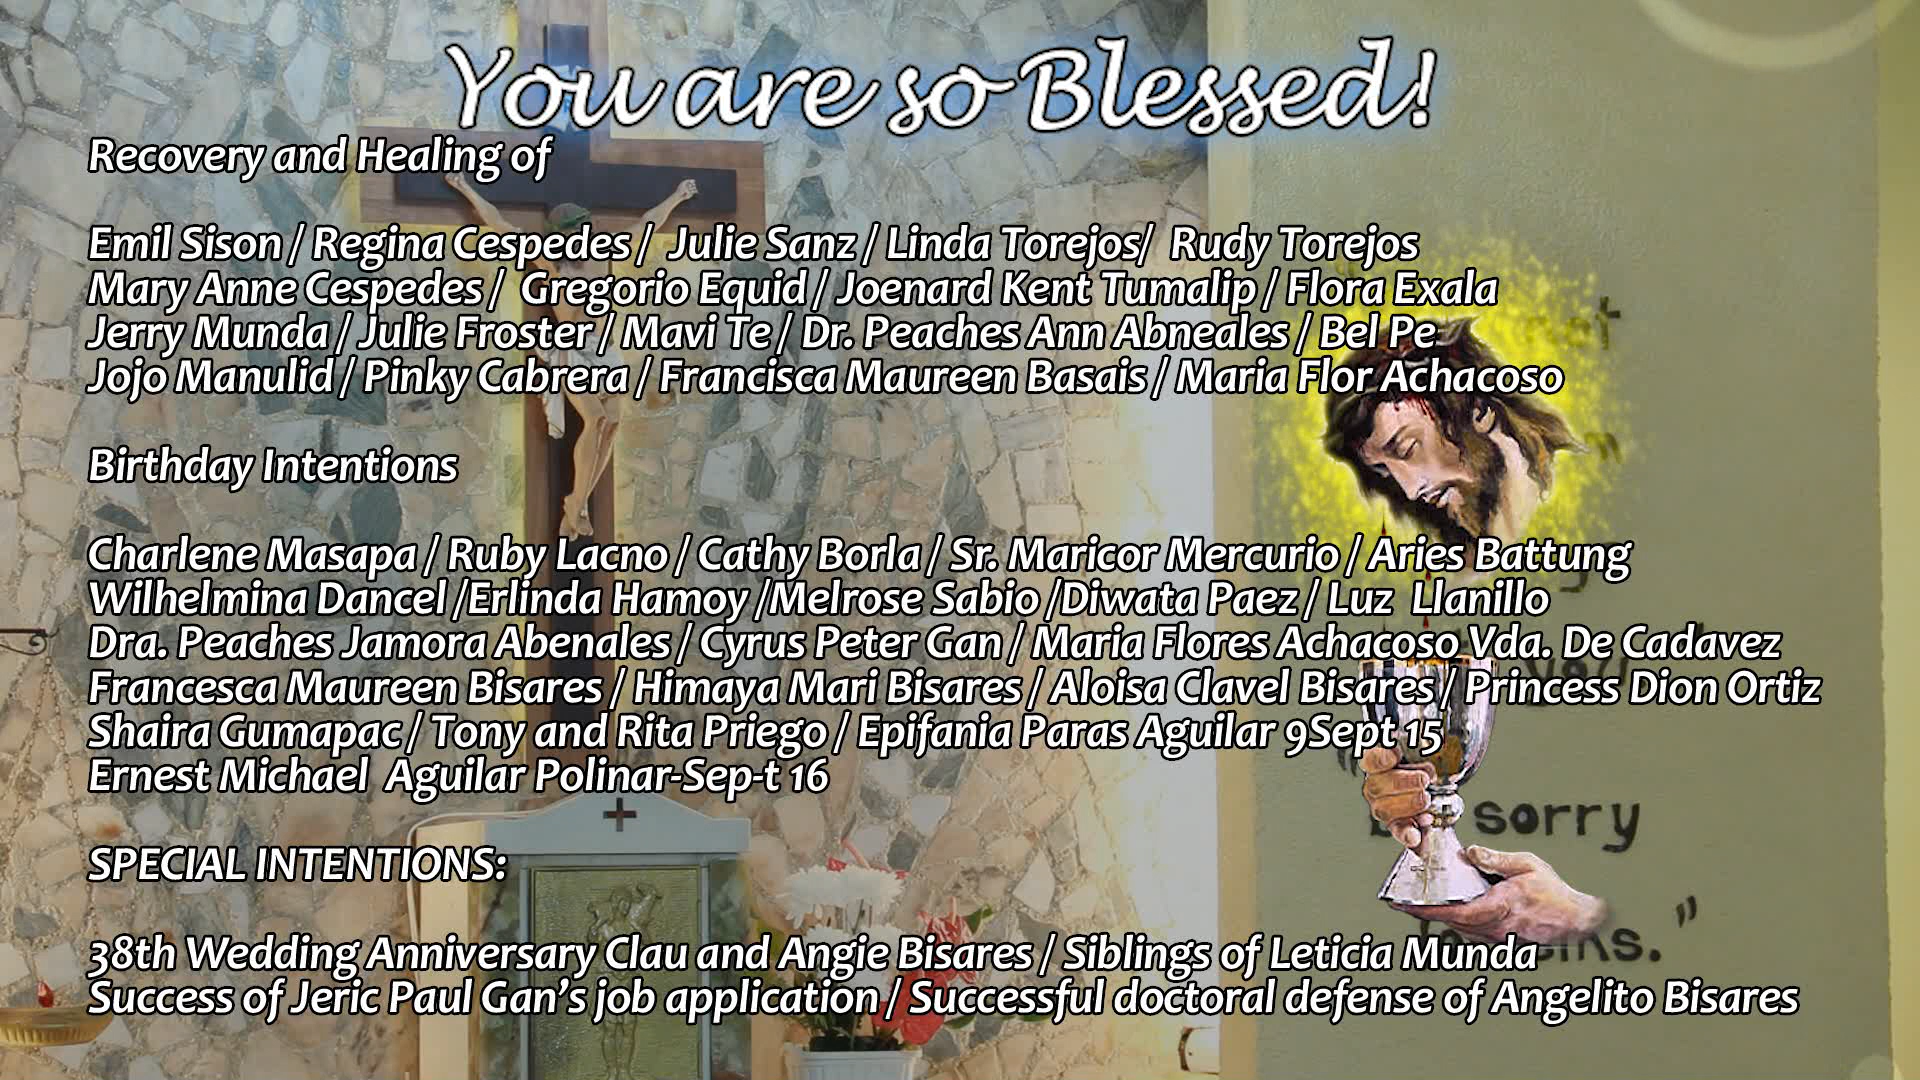 You are so Blessed!
Recovery and Healing of
Emil Sison / Regina Cespedes / Julie Sanz / Linda Torejos/ Rudy Torejos
Mary Anne Cespedes / Gregorio Equid / Joenard Kent Tumalip / Flora Exala
Jerry Munda / Julie Froster / Mavi Te / Dr. Peaches Ann Abneales / Bel Pe
Jojo Manulid / Pinky Cabrera / Francisca Maureen Basais / Maria Flor Achacoso
Birthday Intentions
Charlene Masapa / Ruby Lacno / Cathy Borla / Sr. Maricor Mercurio / Aries Battung
Wilhelmina Dancel /Erlinda Hamoy /Melrose Sabio /Diwata Paez / Luz Llanillo
Dra. Peaches Jamora Abenales / Cyrus Peter Gan / Maria Flores Achacoso Vda. De Cadavez
Francesca Maureen Bisares / Himaya Mari Bisares / Aloisa Clavel Bisares / Princess Dion Ortiz
Shaira Gumapac / Tony and Rita Priego / Epifania Paras Aguilar 9Sept 15
Ernest Michael Aguilar Polinar-Sep-t 16
sorry
SPECIAL INTENTIONS:
38th Wedding Anniversary Clau and Angie Bisares / Siblings of Leticia Munda
Success of Jeric Paul Gan's job application / Successful doctoral defense of Angelito Bisares